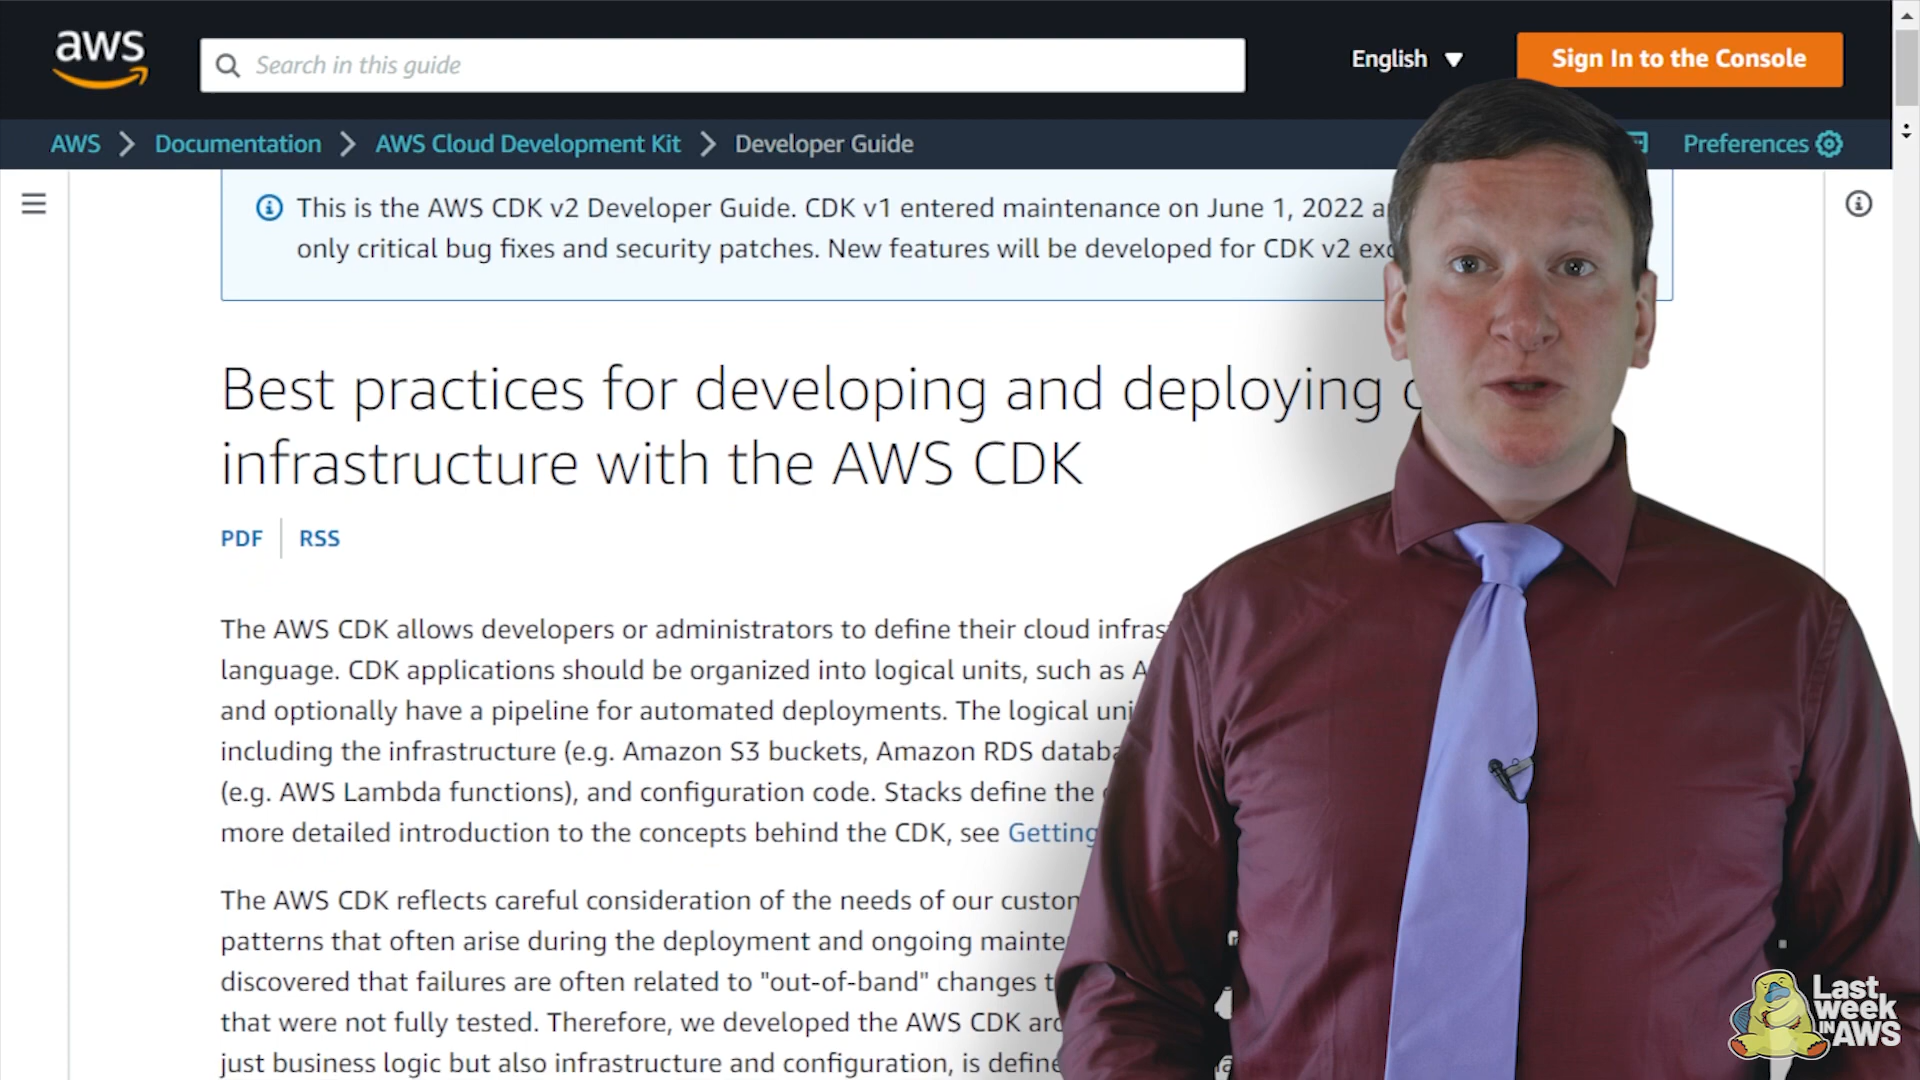 aws
Search in this guide
English
Sign In to the Console
AWS
Documentation
AWS Cloud Development Kit
Developer Guide
Preferences
This is the AWS CDK v2 Developer Guide. CDK v1 entered maintenance on June 1, 2022
only critical bug fixes and security patches. New features will be developed for CDK v2
Best practices for developing and deploying
infrastructure with the AWS CDK
PDF
RSS
The AWS CDK allows developers or administrators to define their cloud
language. CDK applications should be organized into logical units, such as
and optionally have a pipeline for automated deployments. The logical
including the infrastructure (e.g. Amazon S3 buckets, Amazon RDS
(e.g. AWS Lambda functions), and configuration code. Stacks define the
more detailed introduction to the concepts behind the CDK, see Getting
The AWS CDK reflects careful consideration of the needs of our
patterns that often arise during the deployment and ongoing
discovered that failures are often related to "out-of-band" changes
that were not fully tested. Therefore, we developed the AWS CDK
just business logic but also infrastructure and configuration, is
Last
week
IN AWS